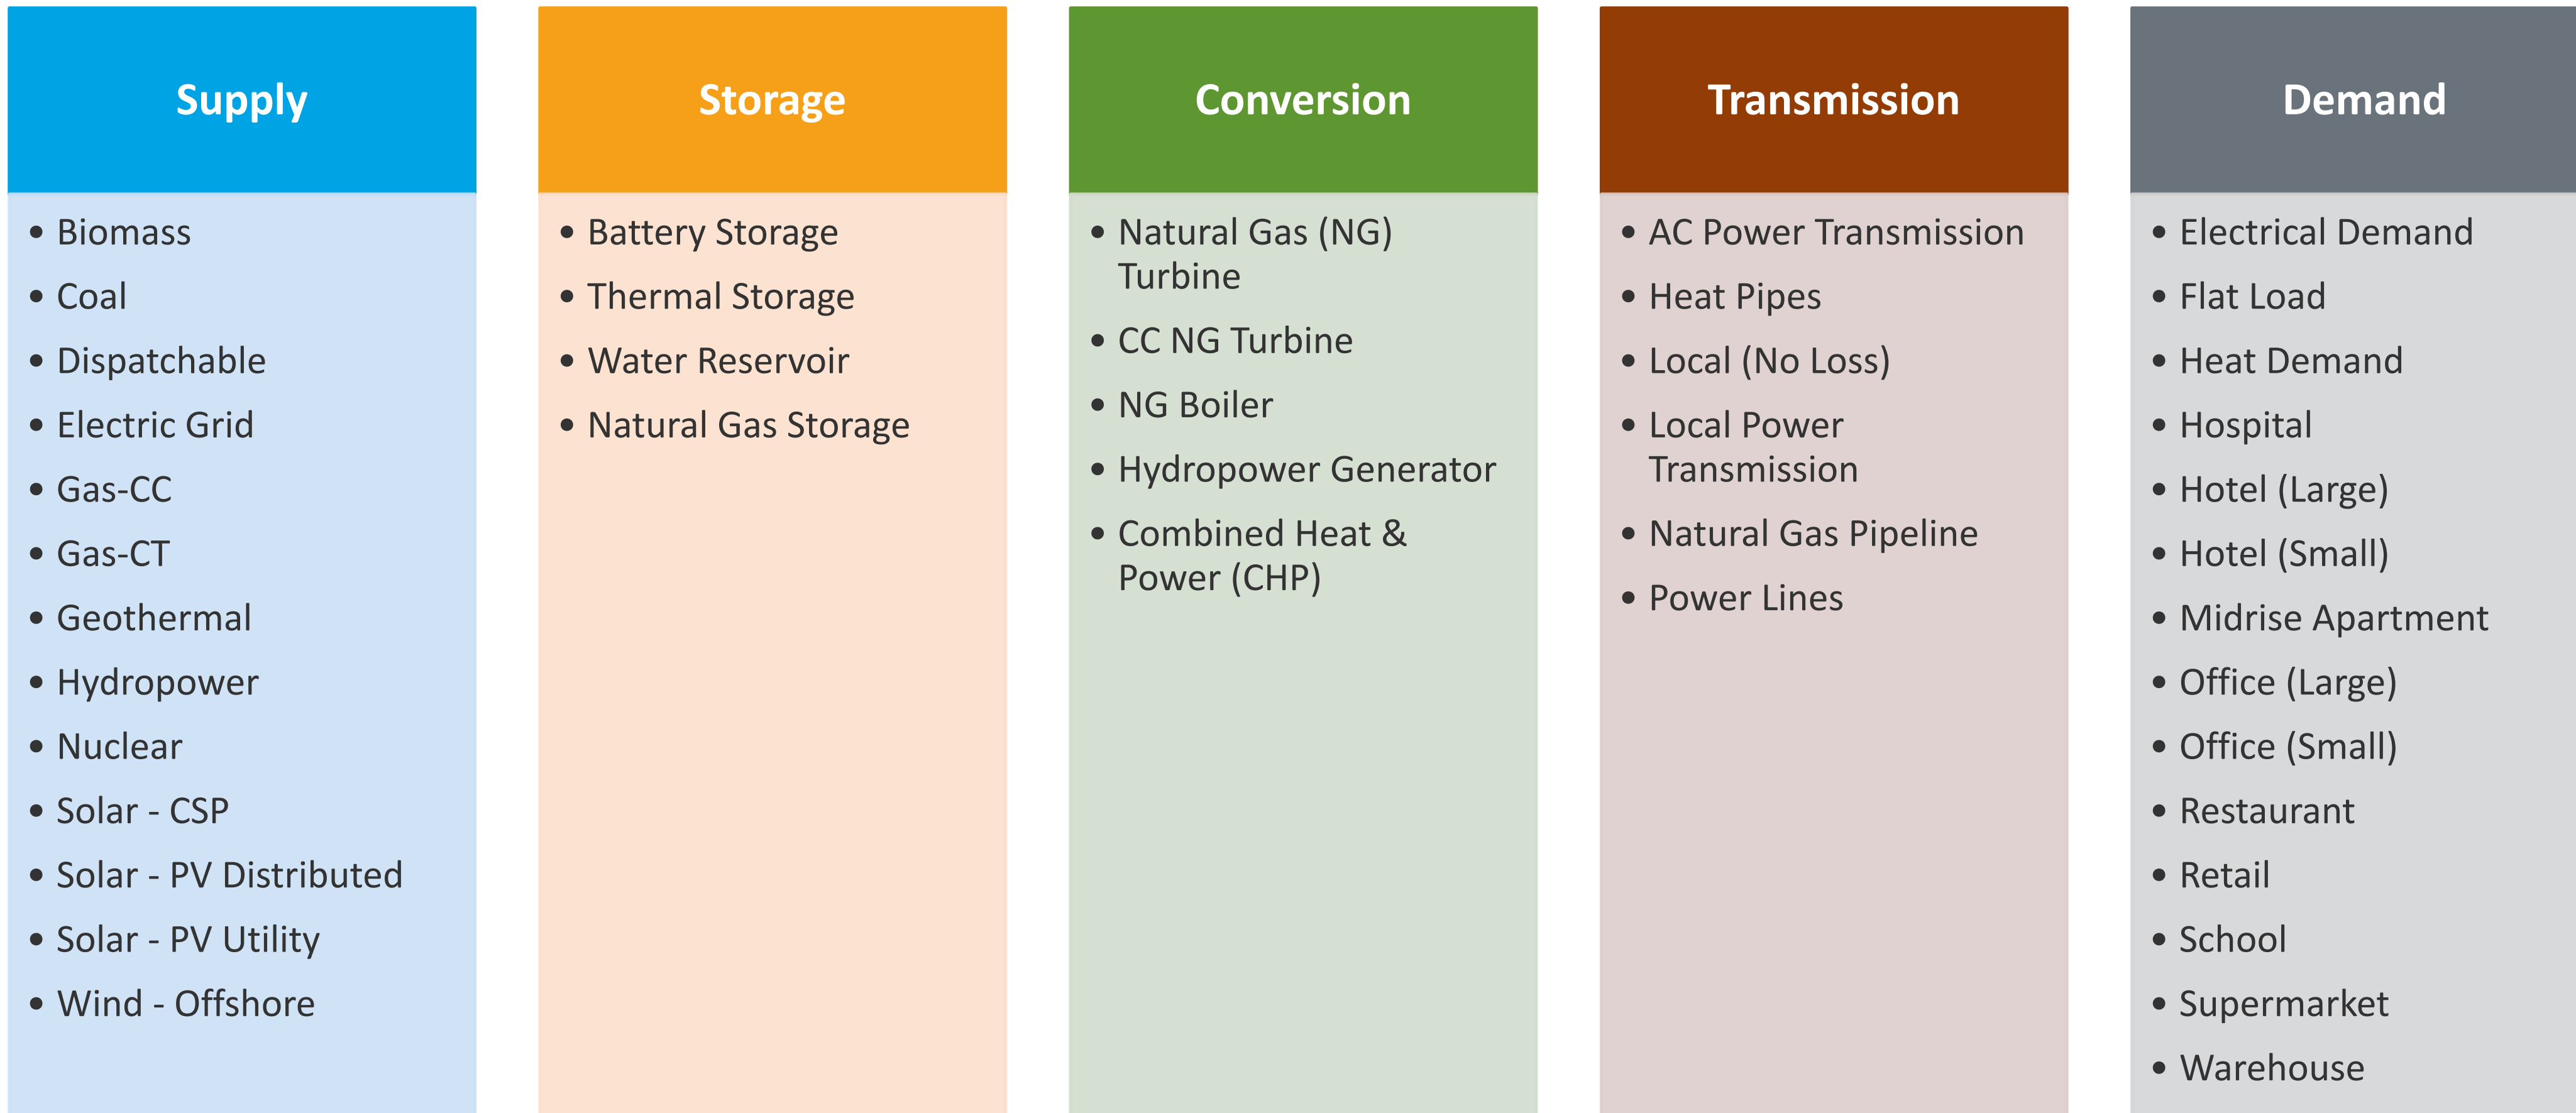 Supply
• Biomass
• Coal
• Dispatchable
• Electric Grid
• Gas-CC
• Gas-CT
• Geothermal
• Hydropower
• Nuclear
• Solar - CSP
• Solar - PV Distributed
• Solar - PV Utility
• Wind - Offshore
Storage
• Battery Storage
• Thermal Storage
• Water Reservoir
• Natural Gas Storage
Conversion
• Natural Gas (NG)
Turbine
• CC NG Turbine
• NG Boiler
• Hydropower Generator
• Combined Heat &
Power (CHP)
Transmission
• AC Power Transmission
• Heat Pipes
• Local (No Loss)
• Local Power
Transmission
• Natural Gas Pipeline
• Power Lines
Demand
• Electrical Demand
• Flat Load
• Heat Demand
• Hospital
• Hotel (Large)
• Hotel (Small)
• Midrise Apartment
• Office (Large)
• Office (Small)
• Restaurant
• Retail
• School
• Supermarket
• Warehouse